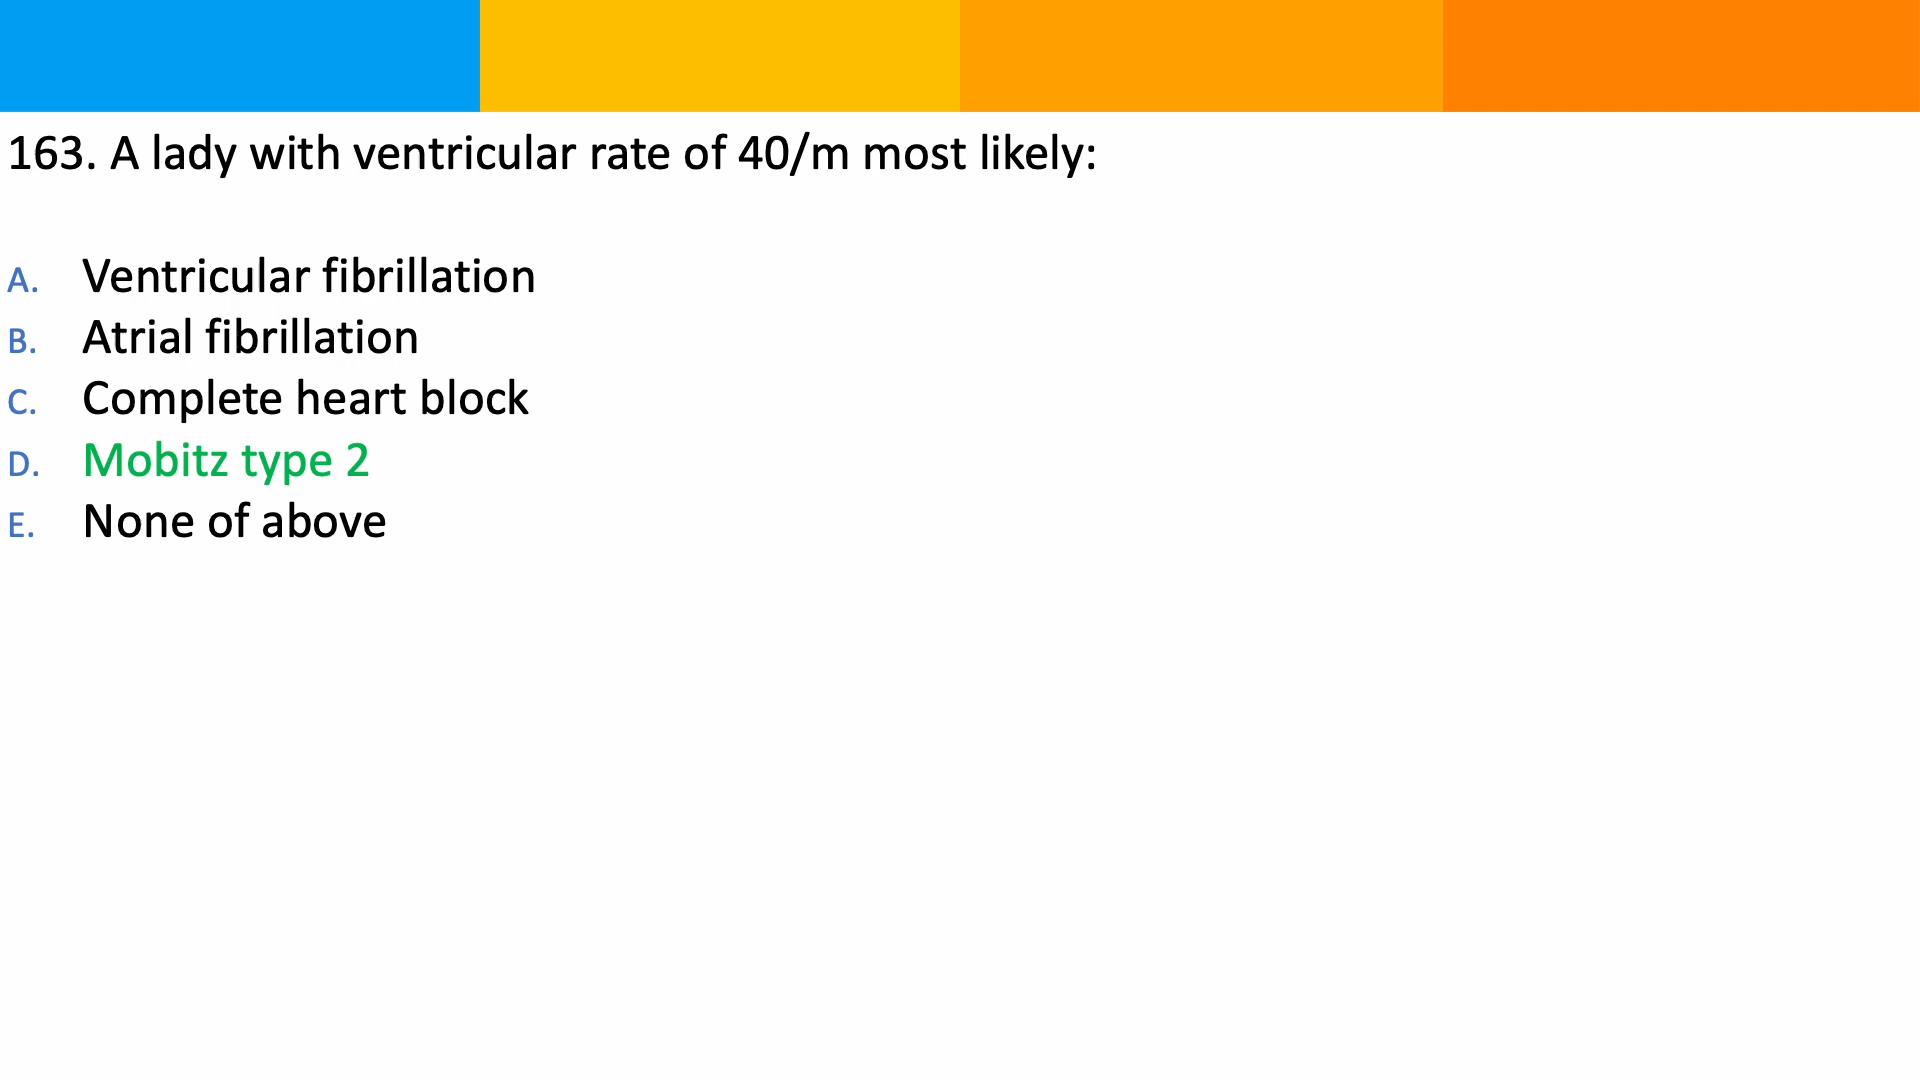 163. A lady with ventricular rate of 40/m most likely:
A. Ventricular fibrillation
B. Atrial fibrillation
C. Complete heart block
D. Mobitz type 2
E. None of above